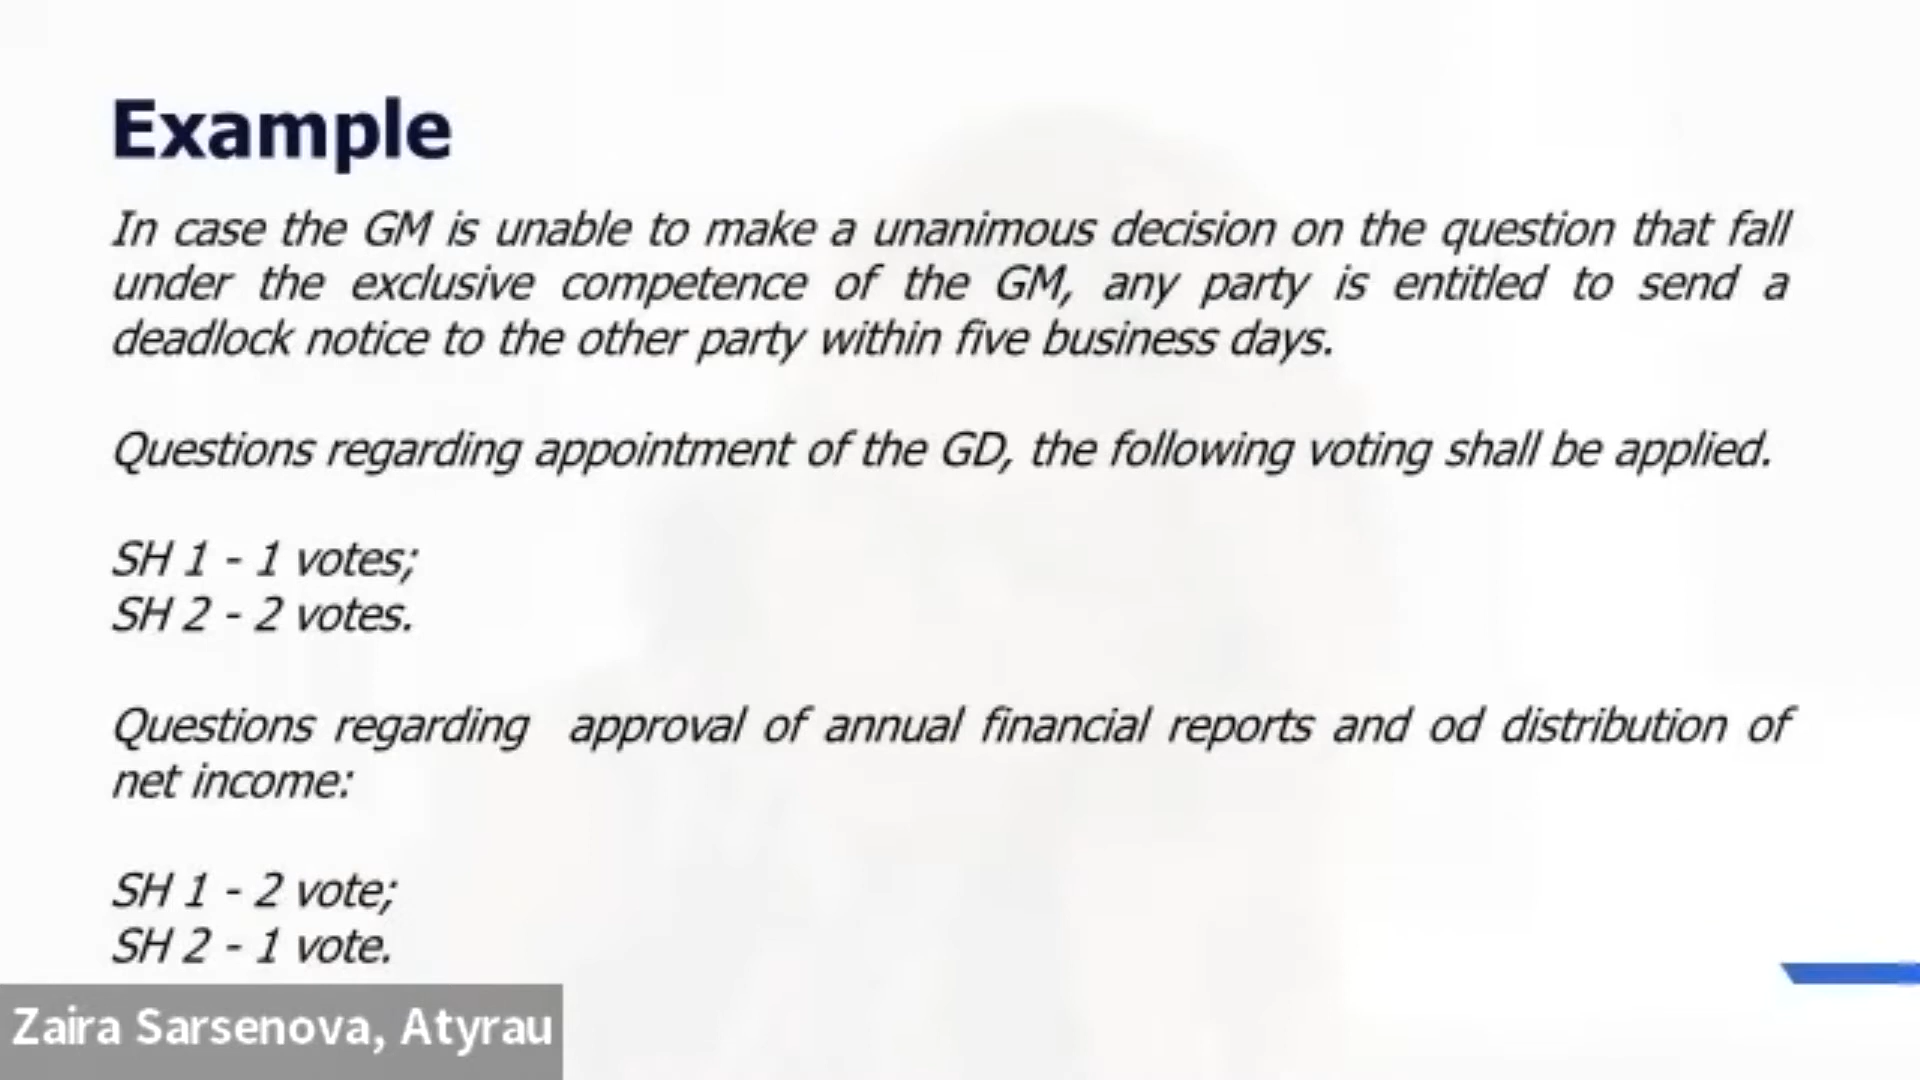 Example
In case the GM is unable to make a unanimous decision on the question that fall
under the exclusive competence of the GM, any party is entitled to send a
deadlock notice to the other party within five business days.
Questions regarding appointment of the GD, the following voting shall be applied.
SH 1 - 1 votes;
SH 2 - 2 votes.
Questions regarding approval of annual financial reports and od distribution of
net income:
SH 1 - 2 vote;
SH 2 - 1 vote.
Zaira Sarsenova, Atyrau